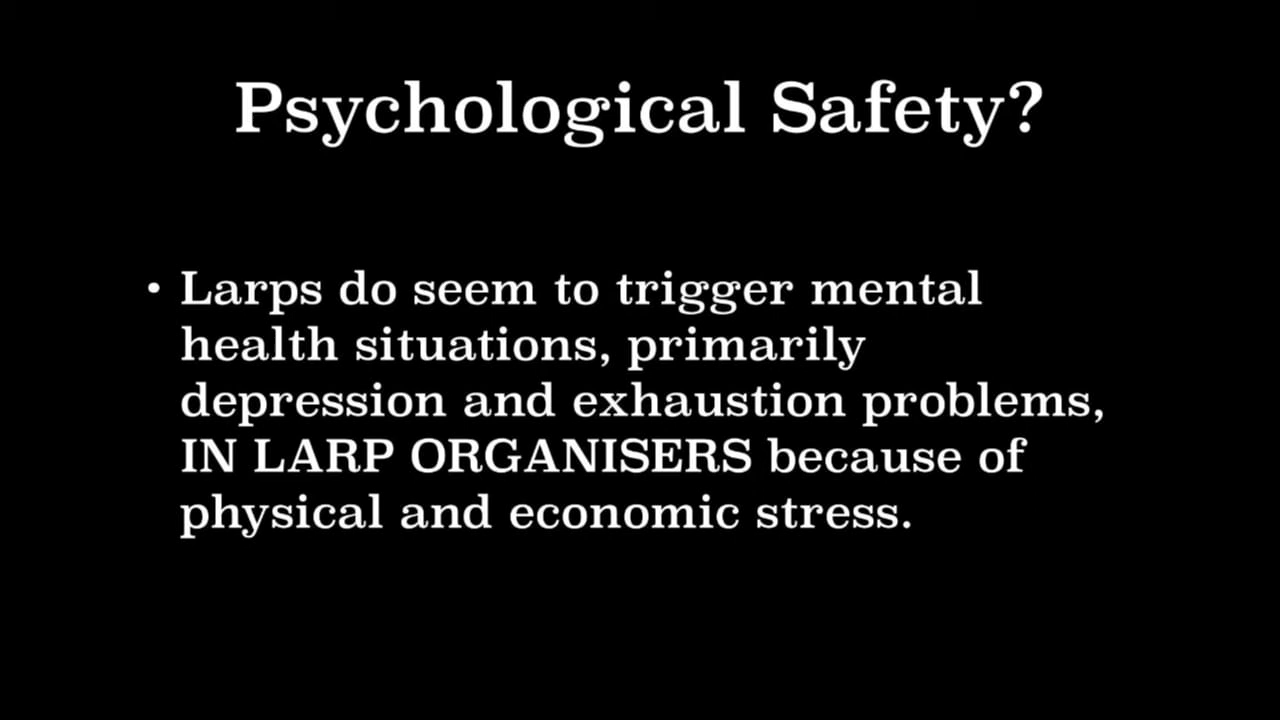 Psychological Safety?
• Larps do seem to trigger mental
health situations, primarily
depression and exhaustion problems,
IN LARP ORGANISERS because of
physical and economic stress.